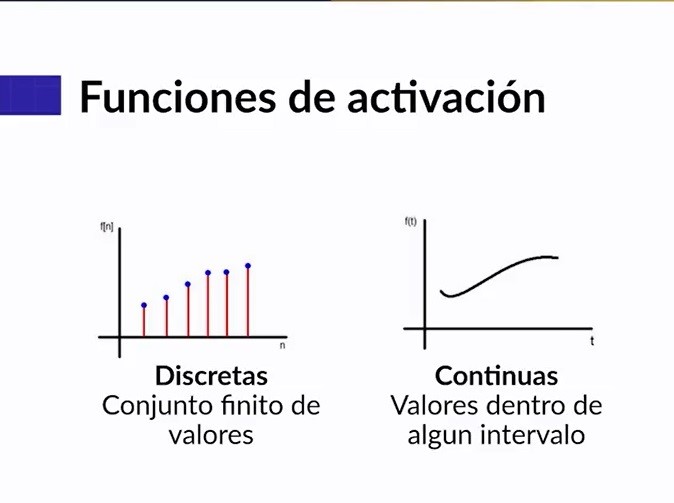 Funciones de activación
f[n]
n
Discretas
Conjunto finito de
valores
f(t)
t
Continuas
Valores dentro de
algun intervalo